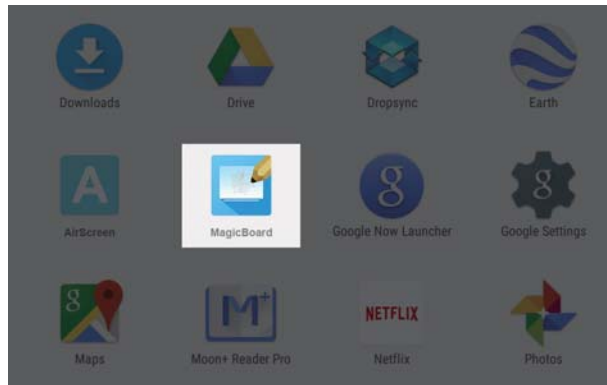 Downloads
Drive
Dropsync
Earth
A
AirScreen
MagicBoard
g
Google Now Launcher
g
Google Settings
g
Maps
M+
Moon+ Reader Pro
NETFLIX
Netflix
Photos